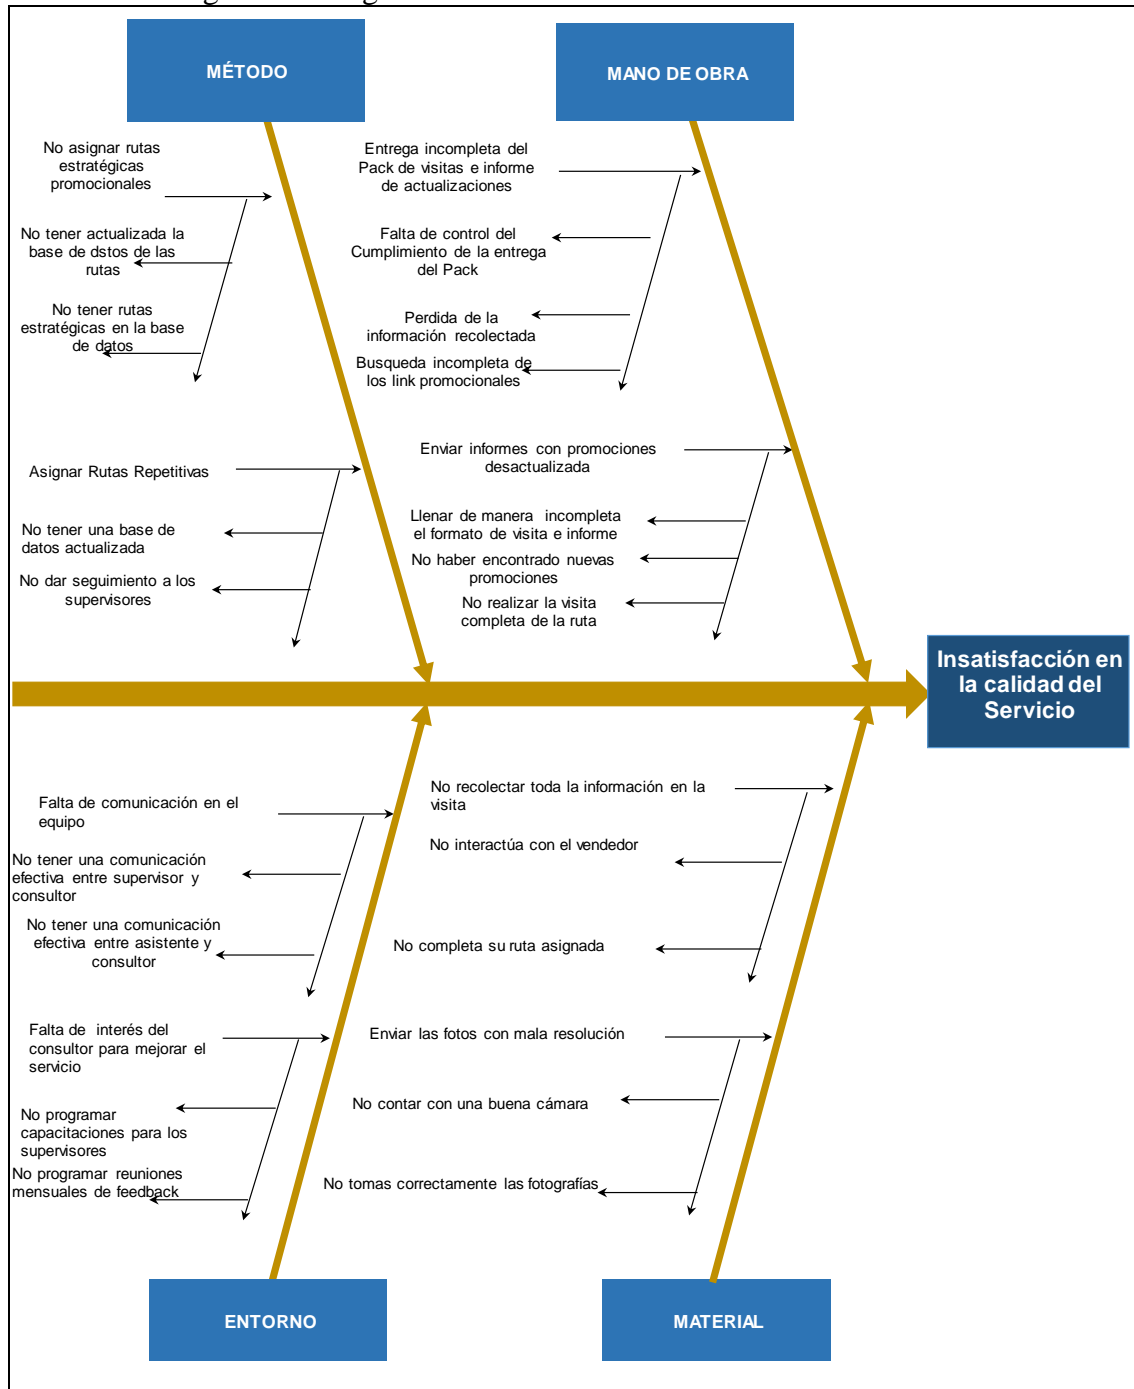 MÉTODO
MANO DE OBRA
No asignar rutas
estratégicas
promocionales
No tener actualizada la
base de dstos de las
rutas
No tener rutas
estratégicas en la base
de datos
Asignar Rutas Repetitivas
No tener una base de
datos actualizada
No dar seguimiento a los
supervisores
Entrega incompleta del
Pack de visitas e informe
de actualizaciones
Falta de control del
Cumplimiento de la entrega
del Pack
Perdida de la
información recolectada
Busqueda incompleta de
los link promocionales
Enviar informes con promociones
desactualizada
Llenar de manera incompleta
el formato de visita e informe
No haber encontrado nuevas
promociones
No realizar la visita
completa de la ruta
Insatisfacción en
la calidad del
Servicio
Falta de comunicación en el
equipo
No tener una comunicación
efectiva entre supervisor y
consultor
No tener una comunicación
efectiva entre asistente y
consultor
Falta de interés del
consultor para mejorar el
servicio
No programar
capacitaciones para los
supervisores
No programar reuniones
mensuales de feedback
No recolectar toda la información en la
visita
No interactúa con el vendedor
No completa su ruta asignada
Enviar las fotos con mala resolución
No contar con una buena cámara
No tomas correctamente las fotografías
ENTORNO
MATERIAL